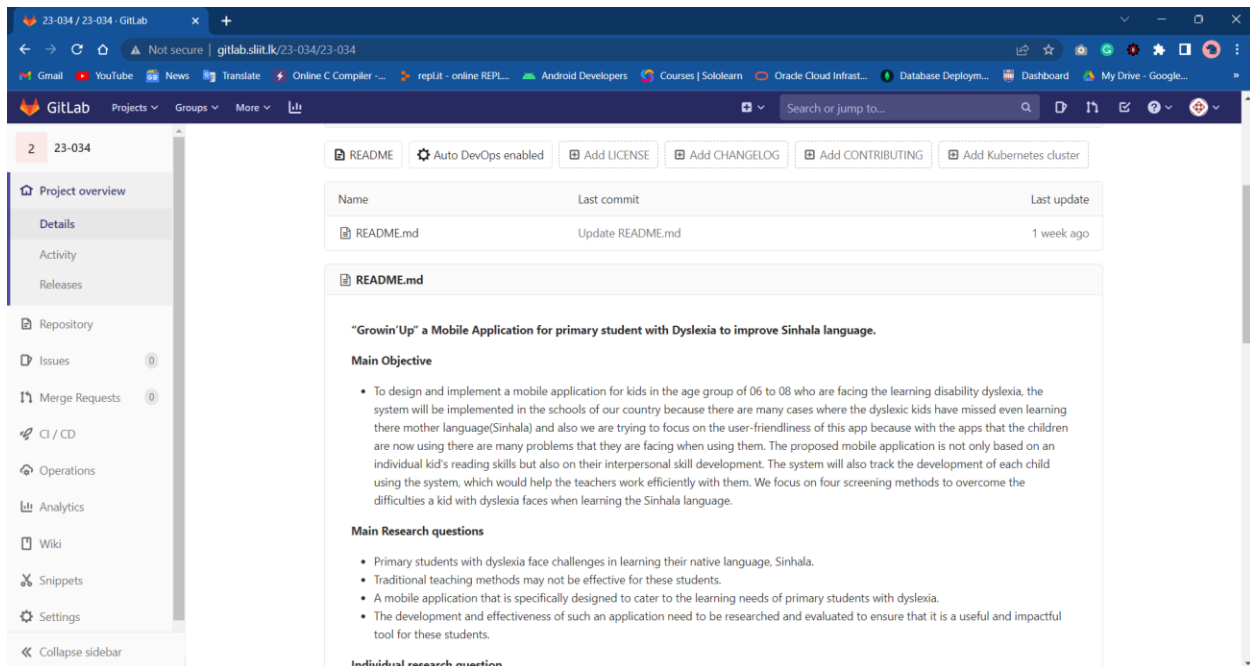 23-034 / 23-034 · GitLab
Not secure | gitlab.sliit.lk/23-034/23-034
Gmail YouTube News Translate Online C Compiler -... repl.it - online REPL... Android Developers Courses | Sololearn Oracle Cloud Infrast... Database Deploym... Dashboard My Drive - Google... »
GitLab Projects Groups More Search or jump to...
2 23-034
Project overview
Details
Activity
Releases
Repository
Issues 0
Merge Requests 0
CI / CD
Operations
Analytics
Wiki
Snippets
Settings
Collapse sidebar
README Auto DevOps enabled Add LICENSE Add CHANGELOG Add CONTRIBUTING Add Kubernetes cluster
Name Last commit Last update
README.md Update README.md 1 week ago
README.md
“Growin’Up” a Mobile Application for primary student with Dyslexia to improve Sinhala language.
Main Objective
• To design and implement a mobile application for kids in the age group of 06 to 08 who are facing the learning disability dyslexia, the
system will be implemented in the schools of our country because there are many cases where the dyslexic kids have missed even learning
there mother language(Sinhala) and also we are trying to focus on the user-friendliness of this app because with the apps that the children
are now using there are many problems that they are facing when using them. The proposed mobile application is not only based on an
individual kid's reading skills but also on their interpersonal skill development. The system will also track the development of each child
using the system, which would help the teachers work efficiently with them. We focus on four screening methods to overcome the
difficulties a kid with dyslexia faces when learning the Sinhala language.
Main Research questions
• Primary students with dyslexia face challenges in learning their native language, Sinhala.
• Traditional teaching methods may not be effective for these students.
• A mobile application that is specifically designed to cater to the learning needs of primary students with dyslexia.
• The development and effectiveness of such an application need to be researched and evaluated to ensure that it is a useful and impactful
tool for these students.
Individual research question